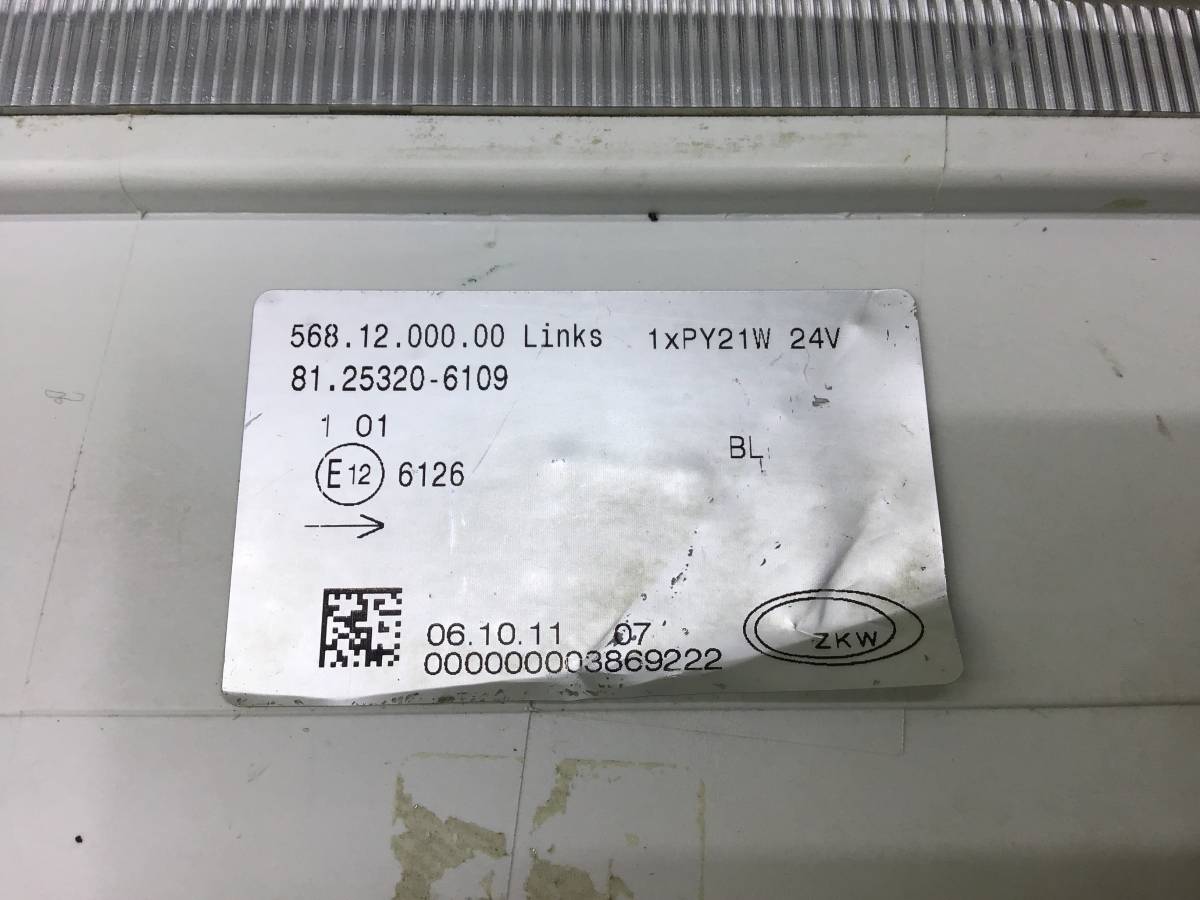 568.12.000.00 Links 1xPY21W 24V
81.25320-6109
1 01
E12 6126
BL
06.10.11 07
000000003869222
ZKW